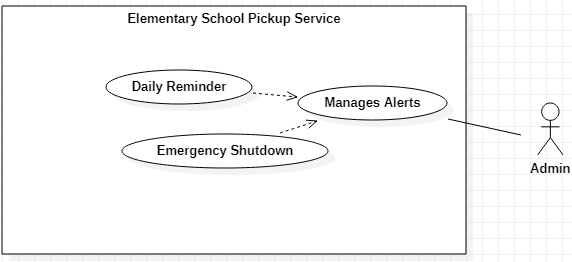 Elementary School Pickup Service
Daily Reminder
Manages Alerts
Emergency Shutdown
Admin